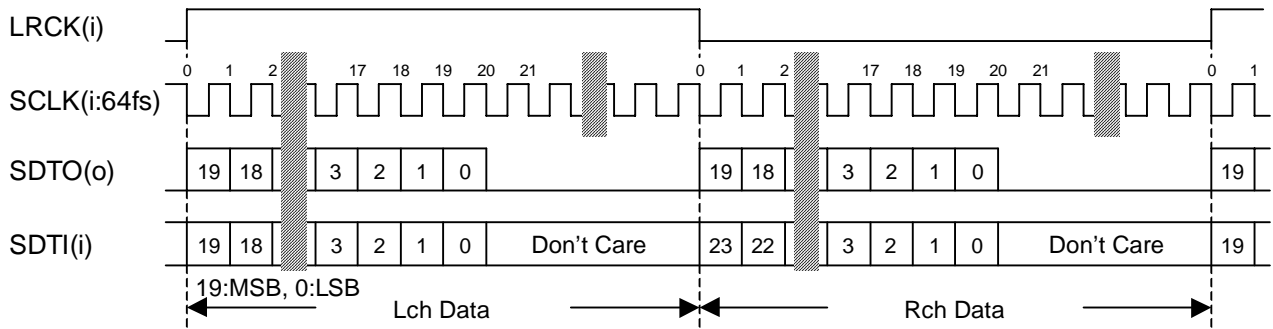 LRCK(i)
0 1 2 17 18 19 20 21 0 1 2 17 18 19 20 21 0 1
SCLK(i:64fs)
SDTO(o) 19 18 3 2 1 0 19 18 3 2 1 0 19
SDTI(i) 19 18 3 2 1 0 Don't Care 23 22 3 2 1 0 Don't Care 19
19:MSB, 0:LSB
Lch Data Rch Data